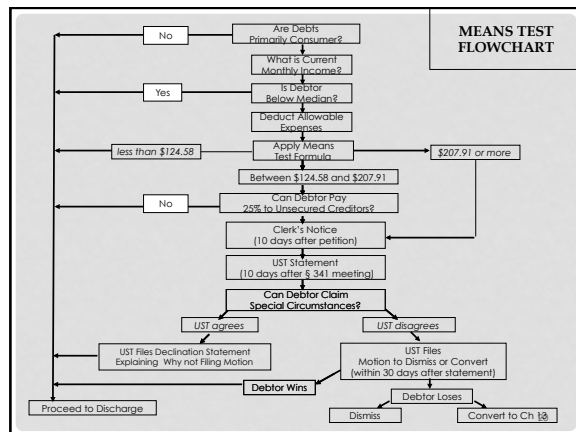 MEANS TEST
FLOWCHART
Are Debts
Primarily Consumer?
No
What is Current
Monthly Income?
Is Debtor
Below Median?
Yes
Deduct Allowable
Expenses
Apply Means
Test Formula
less than $124.58
$207.91 or more
Between $124.58 and $207.91
Can Debtor Pay
25% to Unsecured Creditors?
No
Clerk's Notice
(10 days after petition)
UST Statement
(10 days after § 341 meeting)
Can Debtor Claim
Special Circumstances?
UST agrees
UST disagrees
UST Files Declination Statement
Explaining Why not Filing Motion
UST Files
Motion to Dismiss or Convert
(within 30 days after statement)
Debtor Wins
Debtor Loses
Proceed to Discharge
Dismiss
Convert to Ch 13